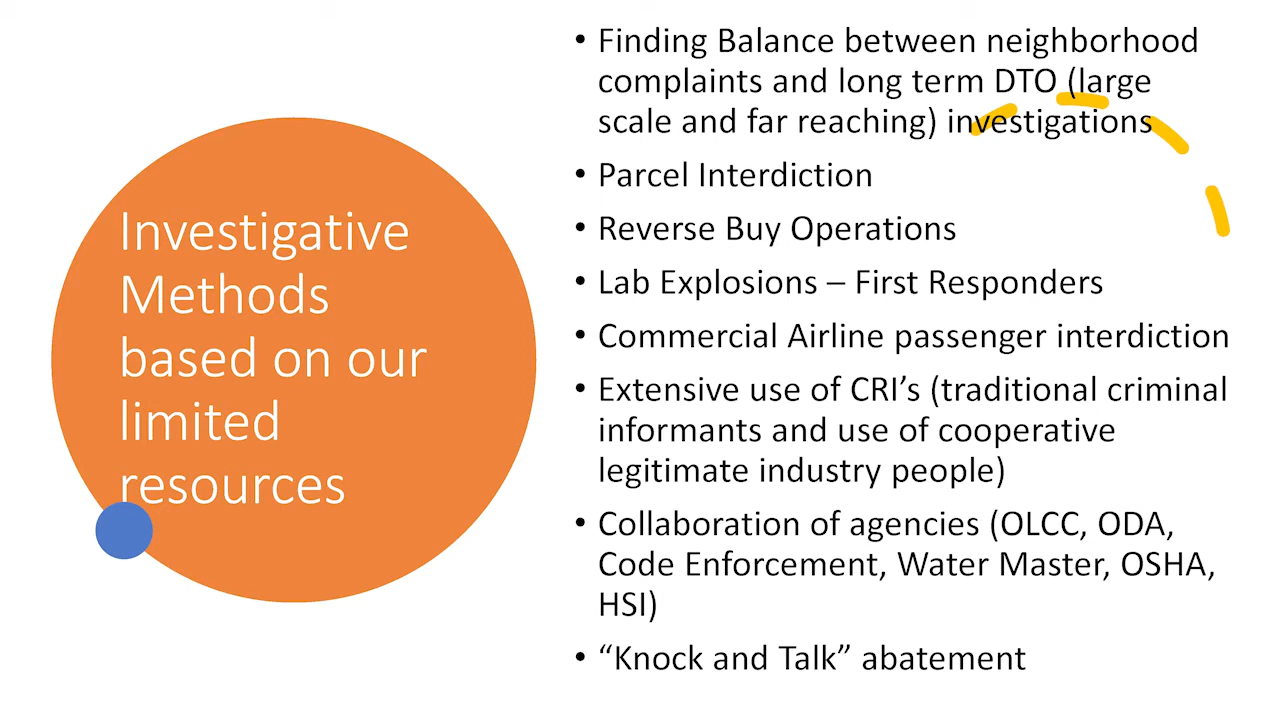 Investigative
Methods
based on our
limited
resources
• Finding Balance between neighborhood
complaints and long term DTO (large
scale and far reaching) investigations
• Parcel Interdiction
• Reverse Buy Operations
• Lab Explosions – First Responders
• Commercial Airline passenger interdiction
• Extensive use of CRI’s (traditional criminal
informants and use of cooperative
legitimate industry people)
• Collaboration of agencies (OLCC, ODA,
Code Enforcement, Water Master, OSHA,
HSI)
• “Knock and Talk” abatement